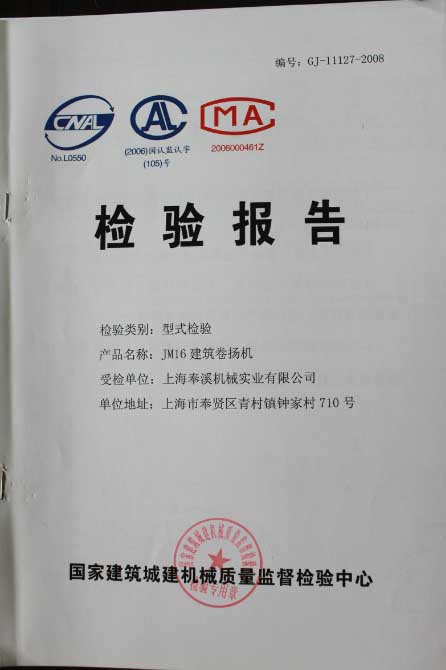 编号: GJ-11127-2008
CNAL
No.L0550
CAL
(2006)国认监认字
(105)号
MA
2006000461Z
检验报告
检验类别: 型式检验
产品名称: JM16 建筑卷扬机
受检单位: 上海奉溪机械实业有限公司
单位地址: 上海市奉贤区青村镇钟家村 710 号
国家建筑城建机械质量监督检验中心